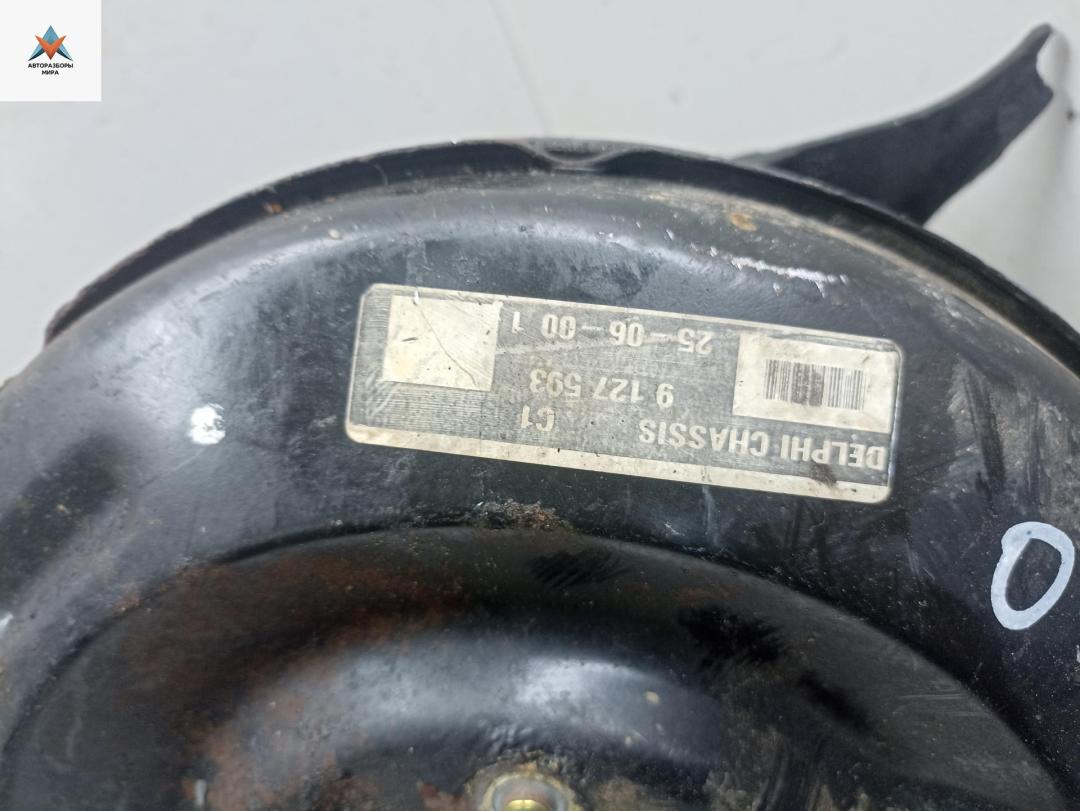 АВТОРАЗБОРЫ
МИРА
DELPHI CHASSIS C1
9 127 593
25-06-00 1
O